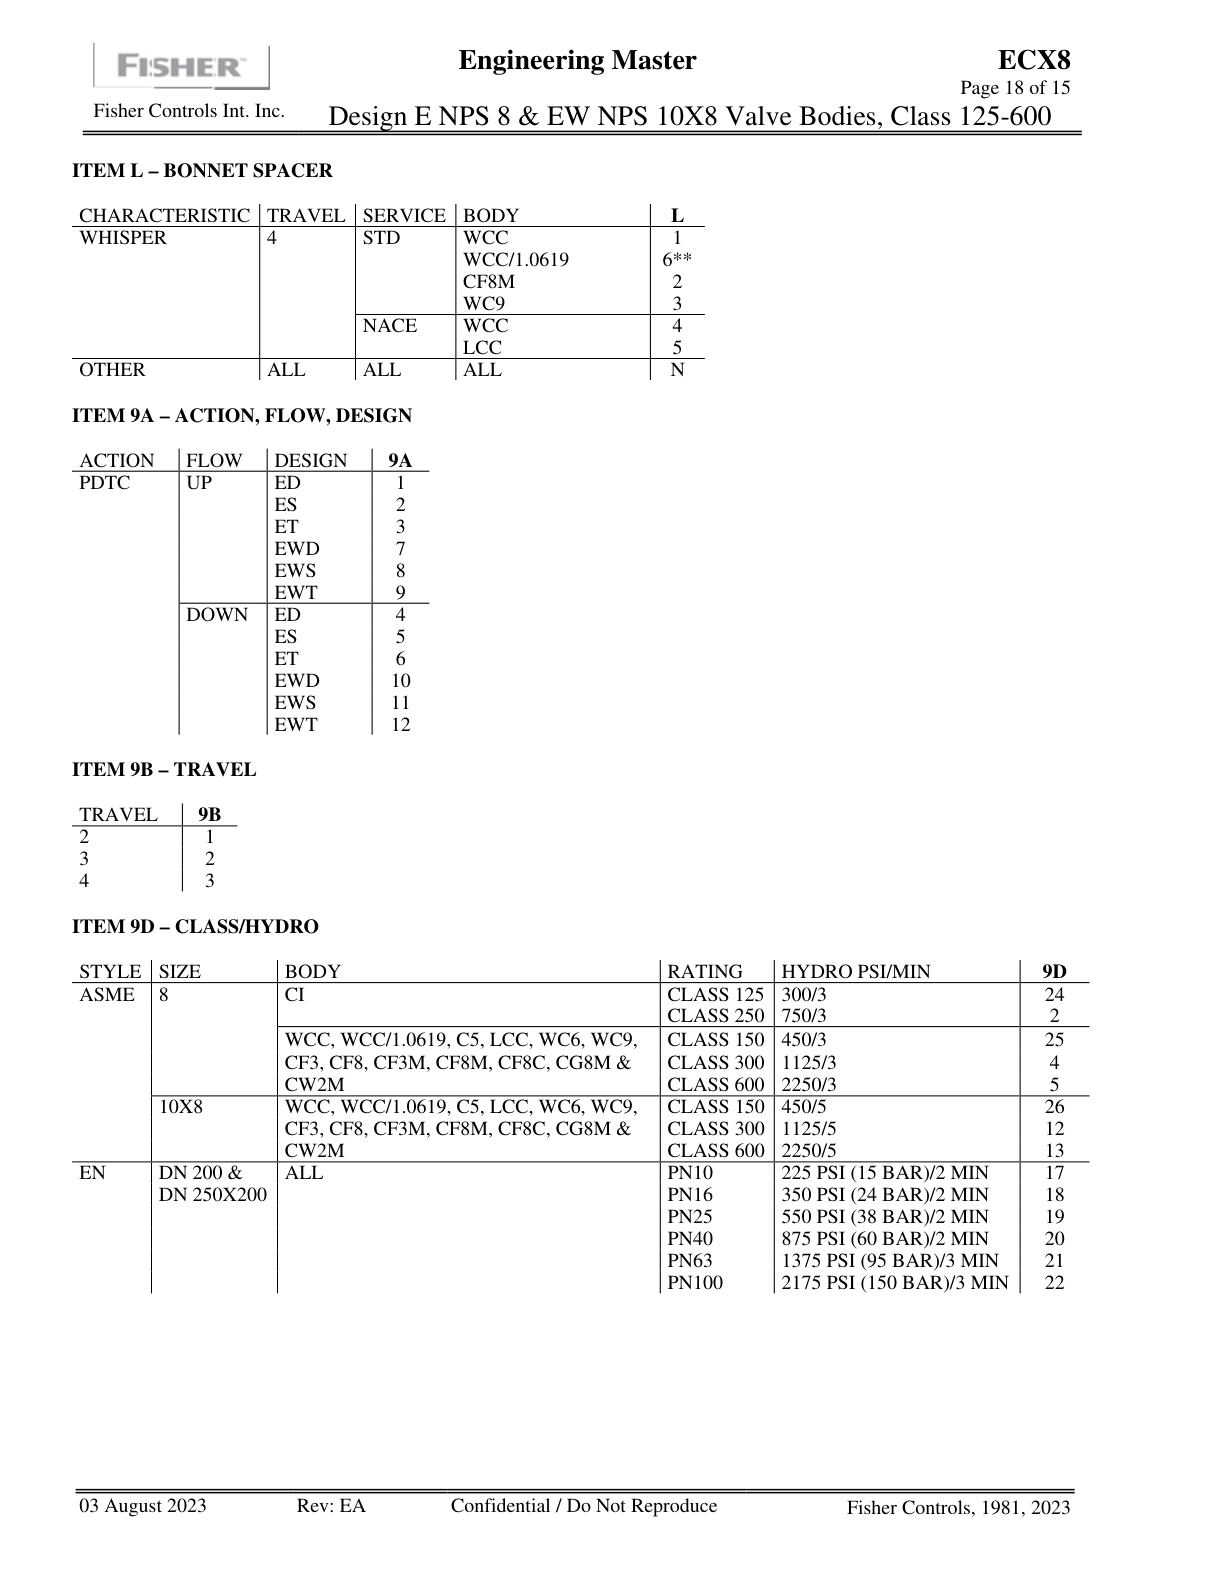 FISHER™ Engineering Master ECX8
Page 18 of 15
Fisher Controls Int. Inc. Design E NPS 8 & EW NPS 10X8 Valve Bodies, Class 125-600
ITEM L – BONNET SPACER
CHARACTERISTIC TRAVEL SERVICE BODY L
WHISPER 4 STD WCC 1
WCC/1.0619 6**
CF8M 2
WC9 3
NACE WCC 4
LCC 5
OTHER ALL ALL ALL N
ITEM 9A – ACTION, FLOW, DESIGN
ACTION FLOW DESIGN 9A
PDTC UP ED 1
ES 2
ET 3
EWD 7
EWS 8
EWT 9
DOWN ED 4
ES 5
ET 6
EWD 10
EWS 11
EWT 12
ITEM 9B – TRAVEL
TRAVEL 9B
2 1
3 2
4 3
ITEM 9D – CLASS/HYDRO
STYLE SIZE BODY RATING HYDRO PSI/MIN 9D
ASME 8 CI CLASS 125 300/3 24
CLASS 250 750/3 2
WCC, WCC/1.0619, C5, LCC, WC6, WC9, CLASS 150 450/3 25
CF3, CF8, CF3M, CF8M, CF8C, CG8M & CLASS 300 1125/3 4
CW2M CLASS 600 2250/3 5
10X8 WCC, WCC/1.0619, C5, LCC, WC6, WC9, CLASS 150 450/5 26
CF3, CF8, CF3M, CF8M, CF8C, CG8M & CLASS 300 1125/5 12
CW2M CLASS 600 2250/5 13
EN DN 200 & ALL PN10 225 PSI (15 BAR)/2 MIN 17
DN 250X200 PN16 350 PSI (24 BAR)/2 MIN 18
PN25 550 PSI (38 BAR)/2 MIN 19
PN40 875 PSI (60 BAR)/2 MIN 20
PN63 1375 PSI (95 BAR)/3 MIN 21
PN100 2175 PSI (150 BAR)/3 MIN 22
03 August 2023 Rev: EA Confidential / Do Not Reproduce Fisher Controls, 1981, 2023